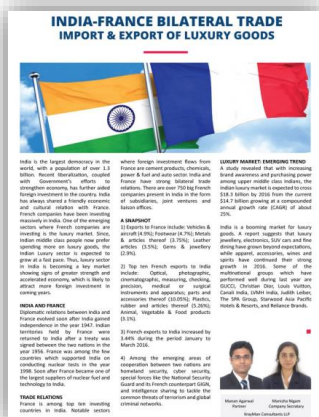 INDIA-FRANCE BILATERAL TRADE
IMPORT & EXPORT OF LUXURY GOODS
India is the largest democracy in the
world, with a population of over 1.3
billion. Recent liberalisation, coupled
with Government's efforts to
strengthen economy, has further aided
foreign investment in the country. India
has always shared a friendly economic
and cultural relation with France.
French companies have been investing
massively in India. One of the emerging
sectors where French companies are
investing is the luxury market. Since,
Indian middle class people now prefer
spending more on luxury goods, the
Indian Luxury sector is expected to
grow at a fast pace. Thus, luxury sector
in India is becoming a key market
showing signs of greater strength and
accelerated economy, which is likely to
attract more foreign investment in
coming years.
INDIA AND FRANCE
Diplomatic relations between India and
France evolved soon after India gained
independence in the year 1947. Indian
territories held by France were
returned to India after a treaty was
signed between the two nations in the
year 1956. France was among the few
countries which supported India on
conducting nuclear tests in the year
1998. Soon after France became one of
the largest suppliers of nuclear fuel and
technology to India.
TRADE RELATIONS
France is among top ten investing
countries in India. Notable sectors
where foreign investment flows from
France are cement products, chemicals,
power & fuel and auto sector. India and
France have strong bilateral trade
relations. There are over 750 big French
companies present in India in the form
of subsidiaries, joint ventures and
liaison offices.
A SNAPSHOT
1) Exports to France include: Vehicles &
aircraft (4.9%); Footwear (4.7%); Metals
& articles thereof (3.75%); Leather
articles (3.5%); Gems & jewellery
(2.9%).
2) Top ten French exports to India
include: Optical, photographic,
cinematographic, measuring, checking,
precision, medical or surgical
instruments and apparatus; parts and
accessories thereof (10.05%); Plastics,
rubber and articles thereof (5.26%);
Animal, Vegetable & Food products
(3.1%).
3) French exports to India increased by
3.44% during the period January to
March 2016.
4) Among the emerging areas of
cooperation between two nations are
homeland security, cyber security,
special forces like the National Security
Guard and its French counterpart GIGN,
and intelligence sharing to tackle the
common threats of terrorism and global
criminal networks.
LUXURY MARKET: EMERGING TREND
A study revealed that with increasing
brand awareness and purchasing power
among upper middle class Indians, the
Indian luxury market is expected to cross
$18.3 billion by 2016 from the current
$14.7 billion growing at a compounded
annual growth rate (CAGR) of about
25%.
India is a booming market for luxury
goods. A report suggests that luxury
jewellery, electronics, SUV cars and fine
dining have grown beyond expectations,
while apparel, accessories, wines and
spirits have continued their strong
growth in 2016. Some of the
multinational groups which have
performed well during last year are
GUCCI, Christian Dior, Louis Vuitton,
Canali India, LVMH India, Judith Leiber,
The SPA Group, Starwood Asia Pacific
Hotels & Resorts, and Reliance Brands.
Manan Agarwal
Partner
Manisha Nigam
Company Secretary
KrayMan Consultants LLP